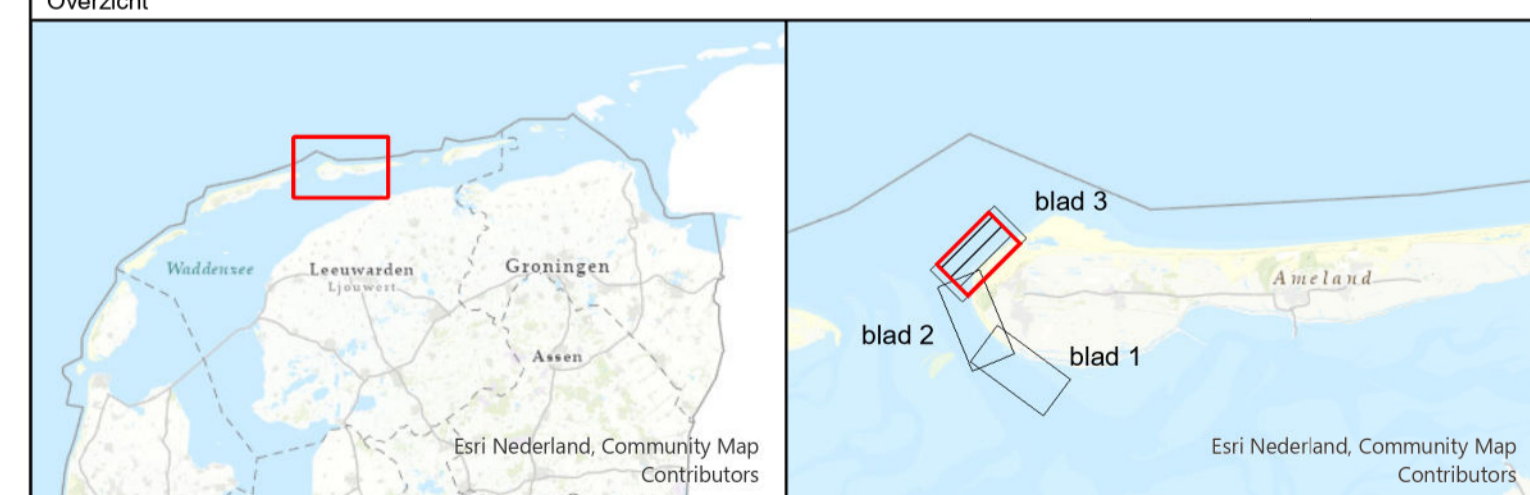 Overzicht
Waddenzee
Leeuwarden
Ljouwert
Groningen
Assen
Esri Nederland, Community Map
Contributors
blad 3
Ameland
blad 2
blad 1
Esri Nederland, Community Map
Contributors